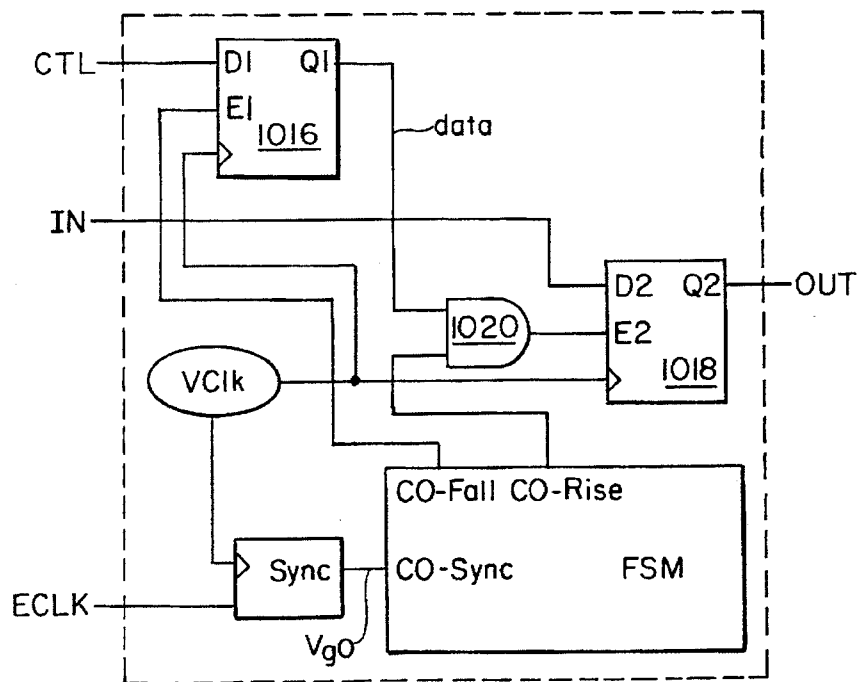 CTL
D1 Q1
E1
1016
data
IN
D2 Q2
OUT
E2
1020
1018
VClk
CO-Fall CO-Rise
Sync
CO-Sync
FSM
ECLK
Vgo